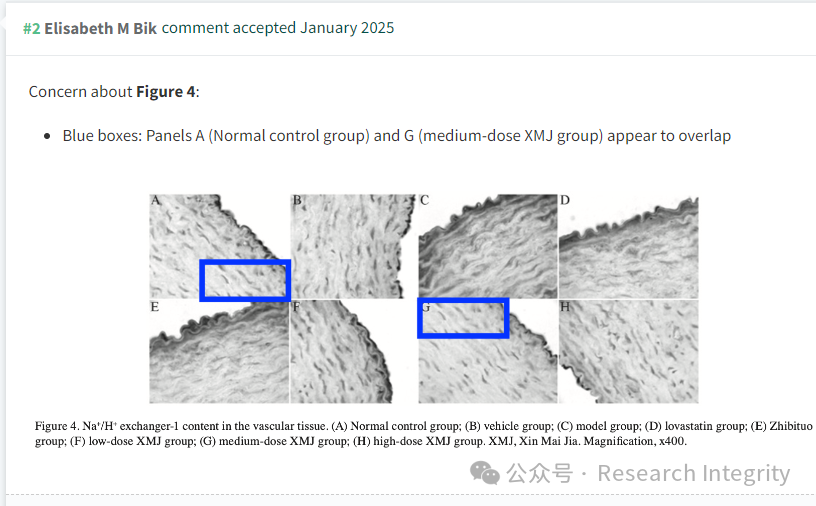 #2 Elisabeth M Bik comment accepted January 2025
Concern about Figure 4:
• Blue boxes: Panels A (Normal control group) and G (medium-dose XMJ group) appear to overlap
A B C D
E F G H
Figure 4. Na⁺/H⁺ exchanger-1 content in the vascular tissue. (A) Normal control group; (B) vehicle group; (C) model group; (D) lovastatin group; (E) Zhibituo
group; (F) low-dose XMJ group; (G) medium-dose XMJ group; (H) high-dose XMJ group. XMJ, Xin Mai Jia. Magnification, x400.
公众号 · Research Integrity